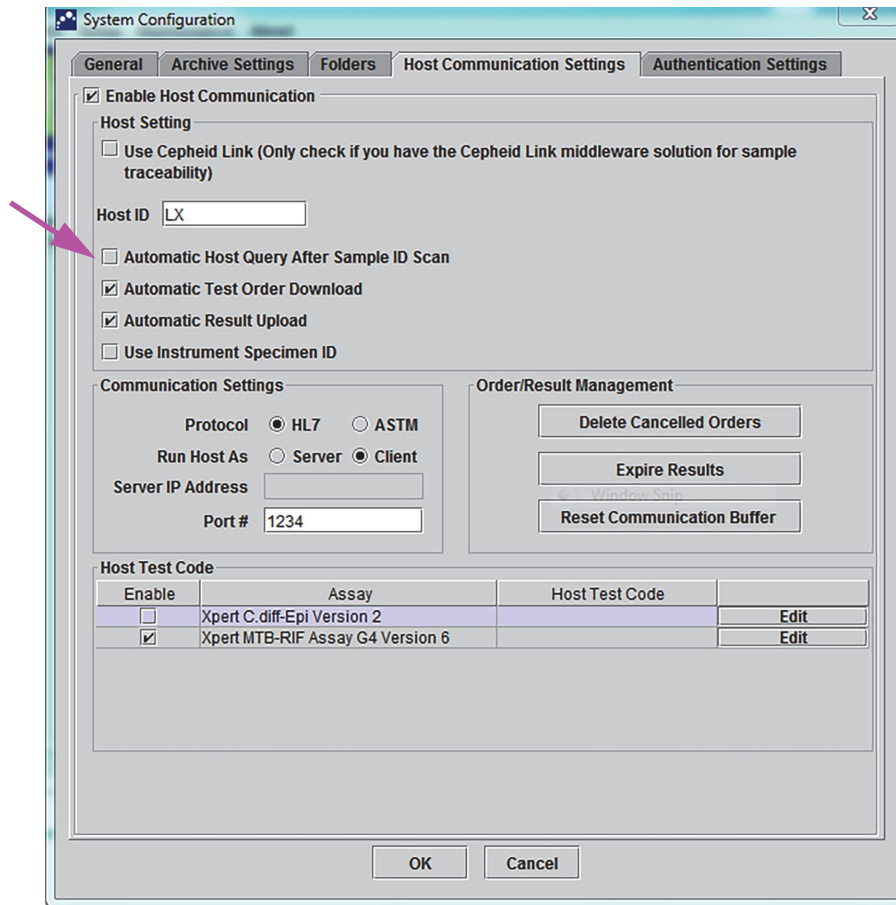 System Configuration
General Archive Settings Folders Host Communication Settings Authentication Settings
Enable Host Communication
Host Setting
Use Cepheid Link (Only check if you have the Cepheid Link middleware solution for sample
traceability)
Host ID LX
Automatic Host Query After Sample ID Scan
Automatic Test Order Download
Automatic Result Upload
Use Instrument Specimen ID
Communication Settings
Protocol HL7 ASTM
Run Host As Server Client
Server IP Address
Port # 1234
Order/Result Management
Delete Cancelled Orders
Expire Results
Window Snip
Reset Communication Buffer
Host Test Code
Enable Assay Host Test Code
Xpert C.diff-Epi Version 2 Edit
Xpert MTB-RIF Assay G4 Version 6 Edit
OK Cancel